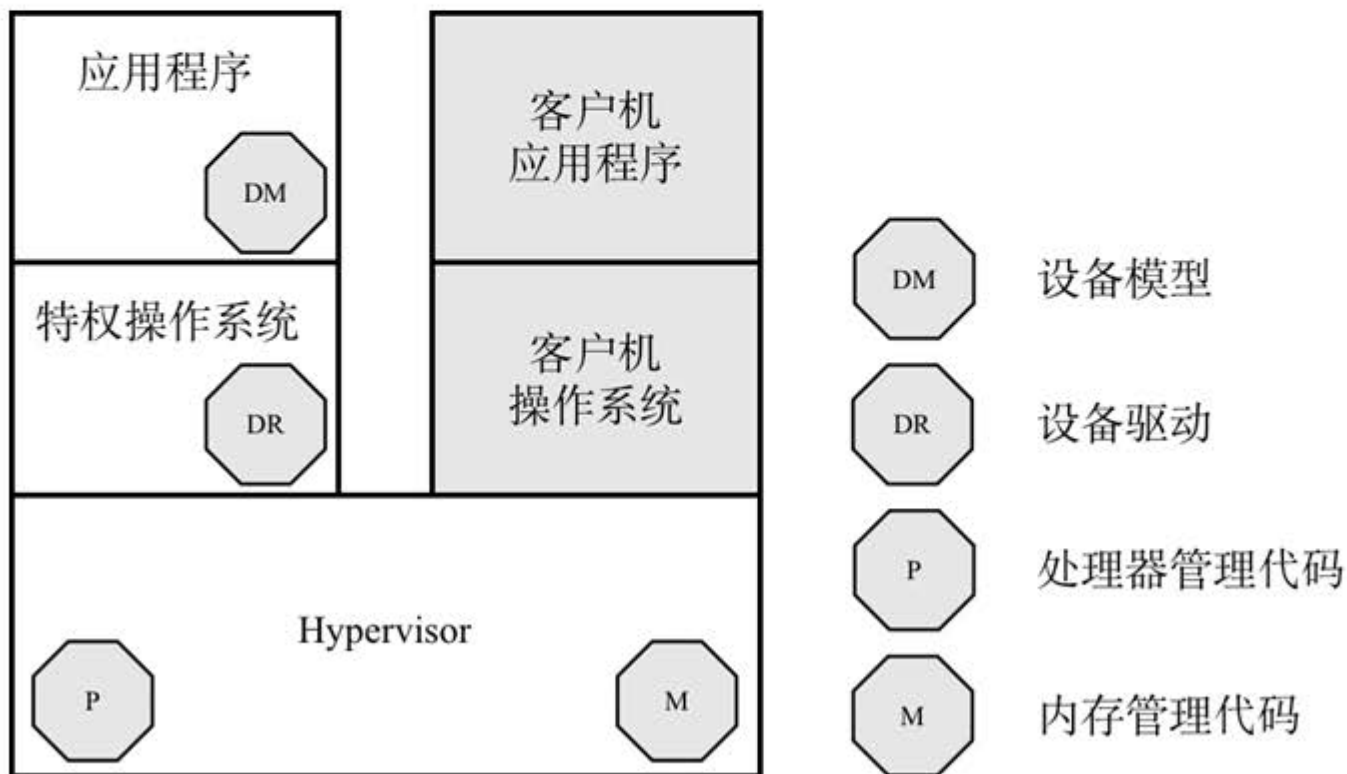 应用程序
DM
特权操作系统
DR
客户机
应用程序
客户机
操作系统
Hypervisor
P
M
DM
设备模型
DR
设备驱动
P
处理器管理代码
M
内存管理代码